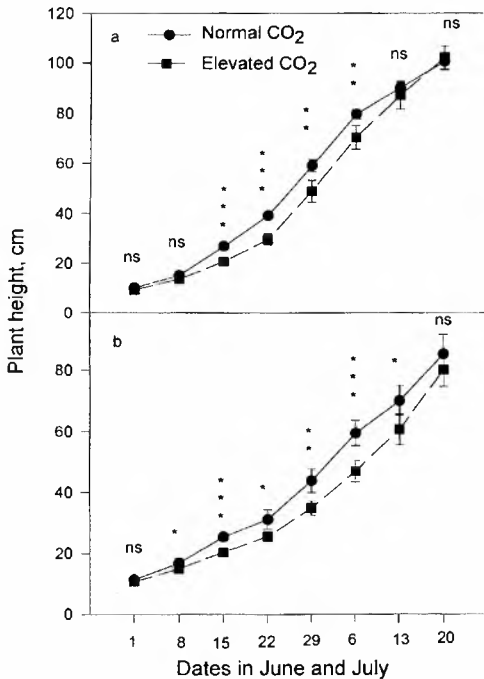 120
100
80
60
40
20
0
80
60
40
20
0
Plant height, cm
a
Normal CO2
Elevated CO2
ns
ns
***
***
**
**
ns
ns
b
ns
*
***
*
**
***
*
ns
1 8 15 22 29 6 13 20
Dates in June and July